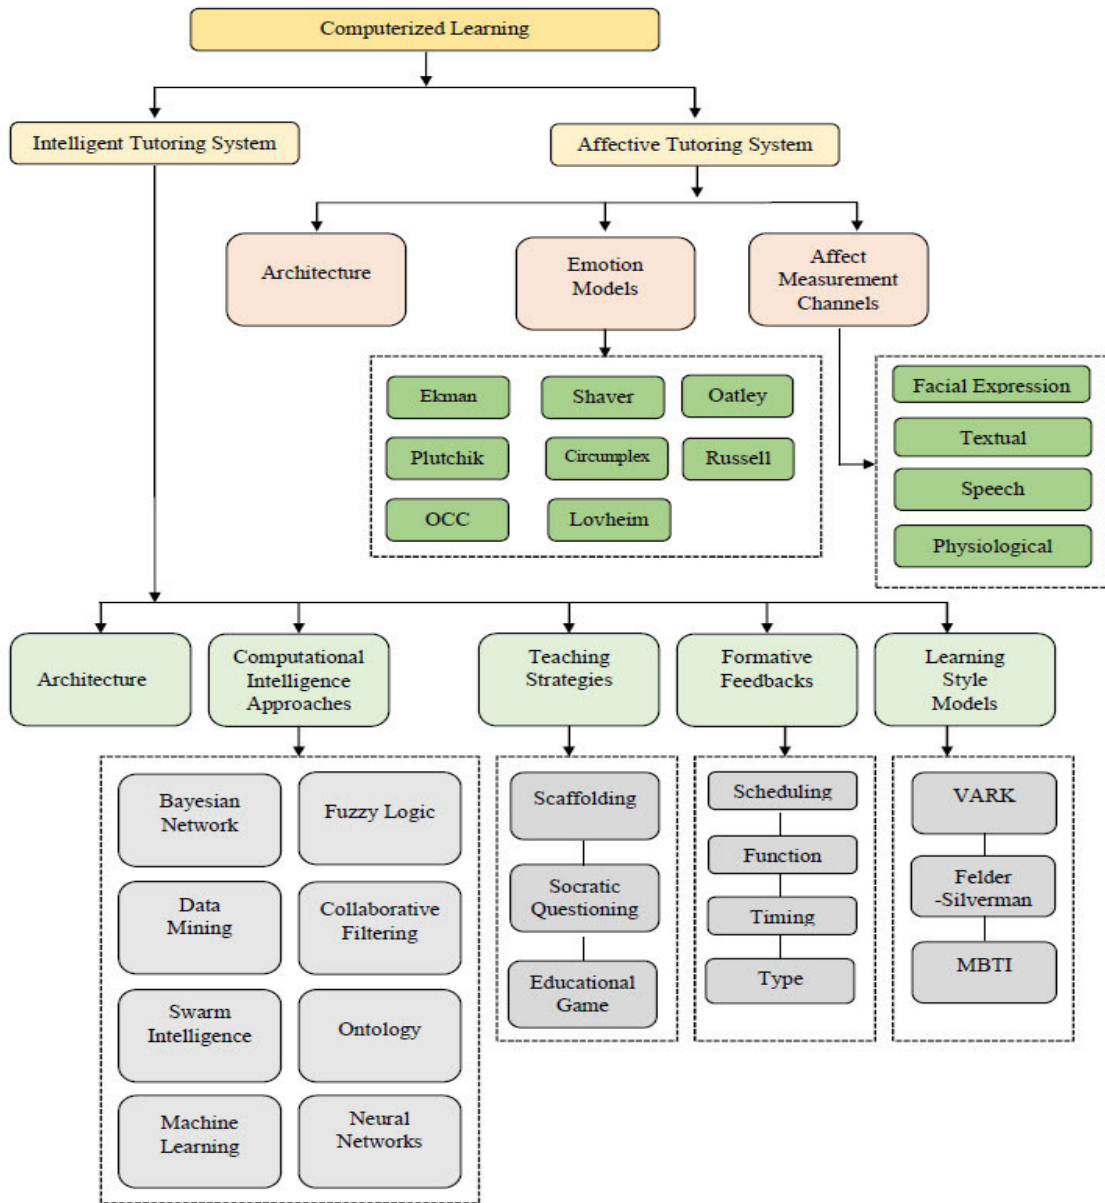 Computerized Learning
Intelligent Tutoring System
Affective Tutoring System
Architecture
Emotion
Models
Affect
Measurement
Channels
Ekman
Shaver
Oatley
Plutchik
Circumplex
Russell
OCC
Lovheim
Facial Expression
Textual
Speech
Physiological
Architecture
Computational
Intelligence
Approaches
Teaching
Strategies
Formative
Feedbacks
Learning
Style
Models
Bayesian
Network
Fuzzy Logic
Data
Mining
Collaborative
Filtering
Swarm
Intelligence
Ontology
Machine
Learning
Neural
Networks
Scaffolding
Socratic
Questioning
Educational
Game
Scheduling
Function
Timing
Type
VARK
Felder
-Silverman
MBTI